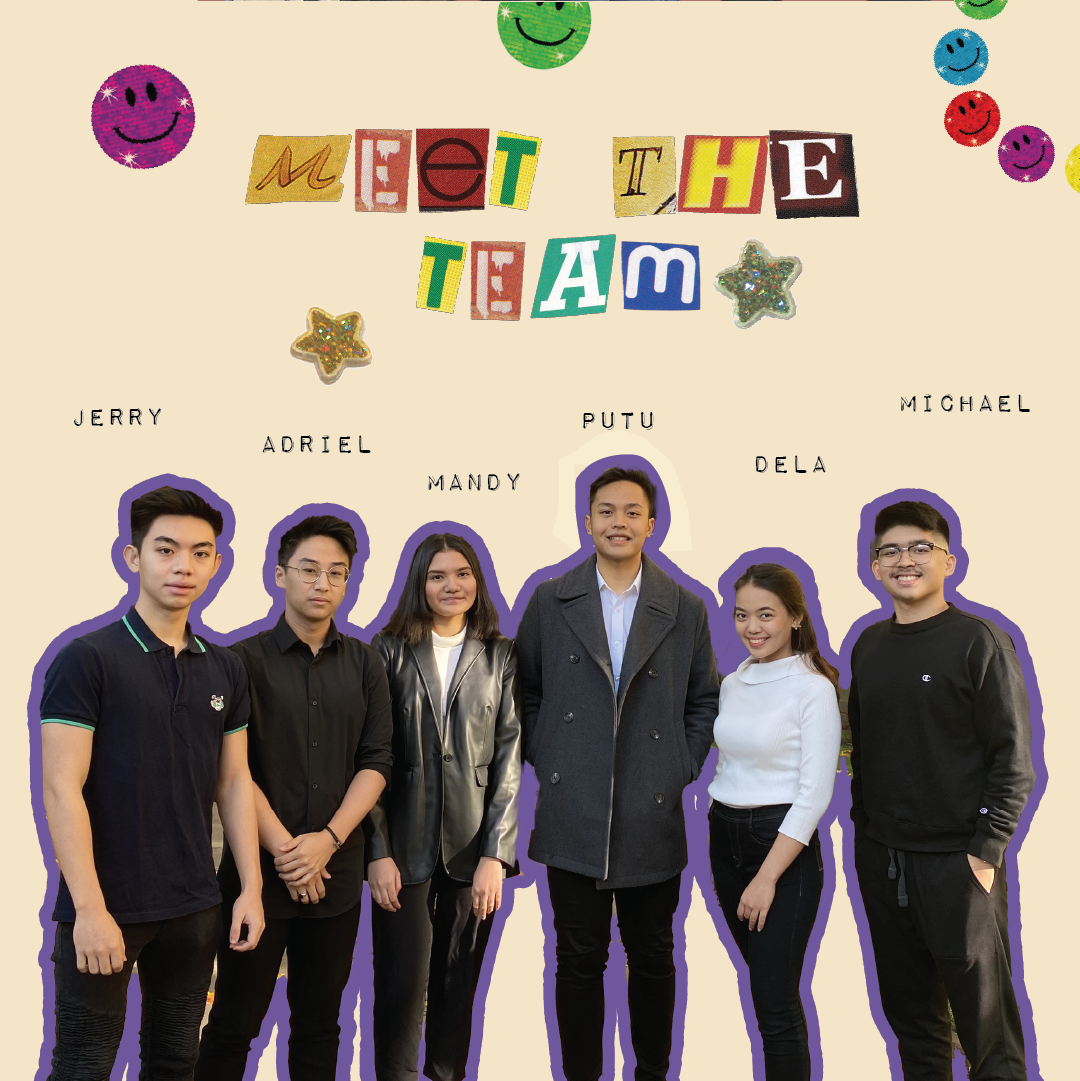 MEET THE
TEAM
JERRY
ADRIEL
MANDY
PUTU
DELA
MICHAEL